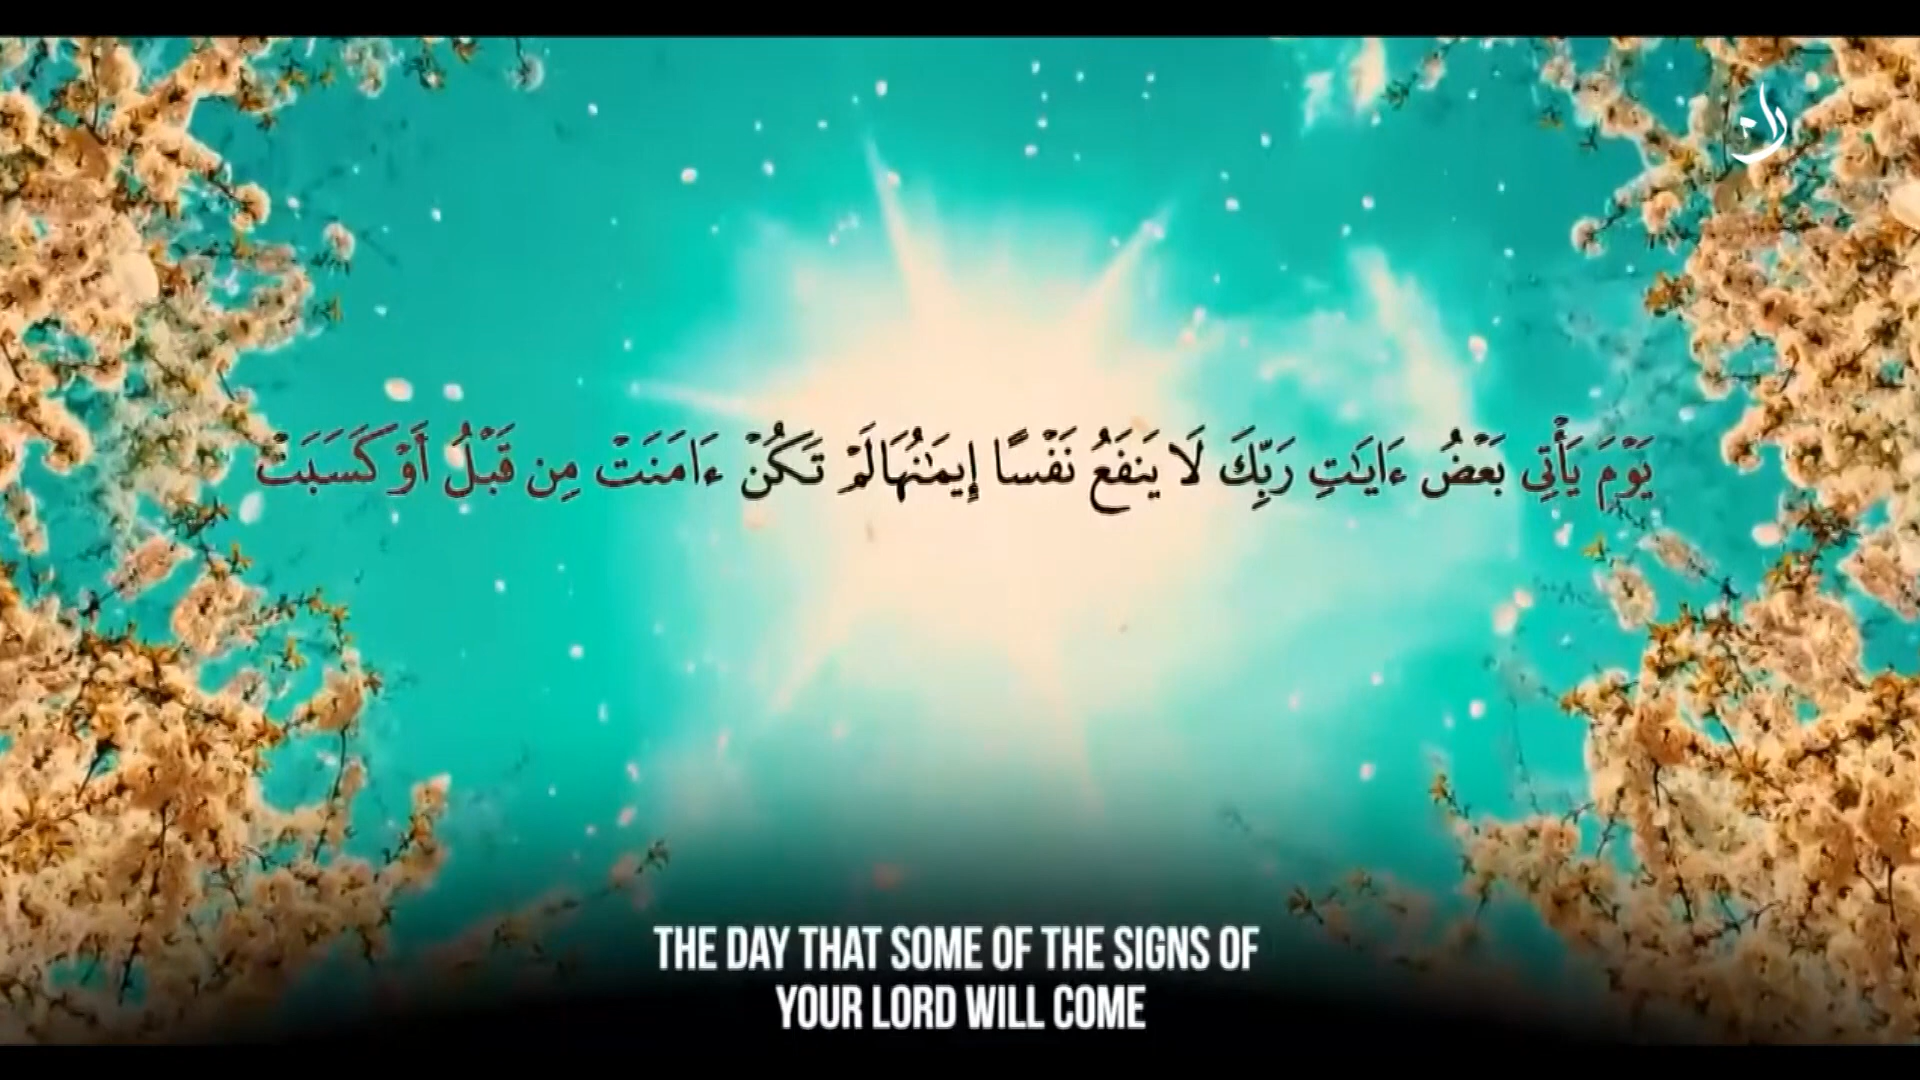 يَوْمَ يَأْتِى بَعْضُ ءَايَٰتِ رَبِّكَ لَا يَنفَعُ نَفْسًا إِيمَٰنُهَا لَمْ تَكُنْ ءَامَنَتْ مِن قَبْلُ أَوْ كَسَبَتْ
THE DAY THAT SOME OF THE SIGNS OF
YOUR LORD WILL COME